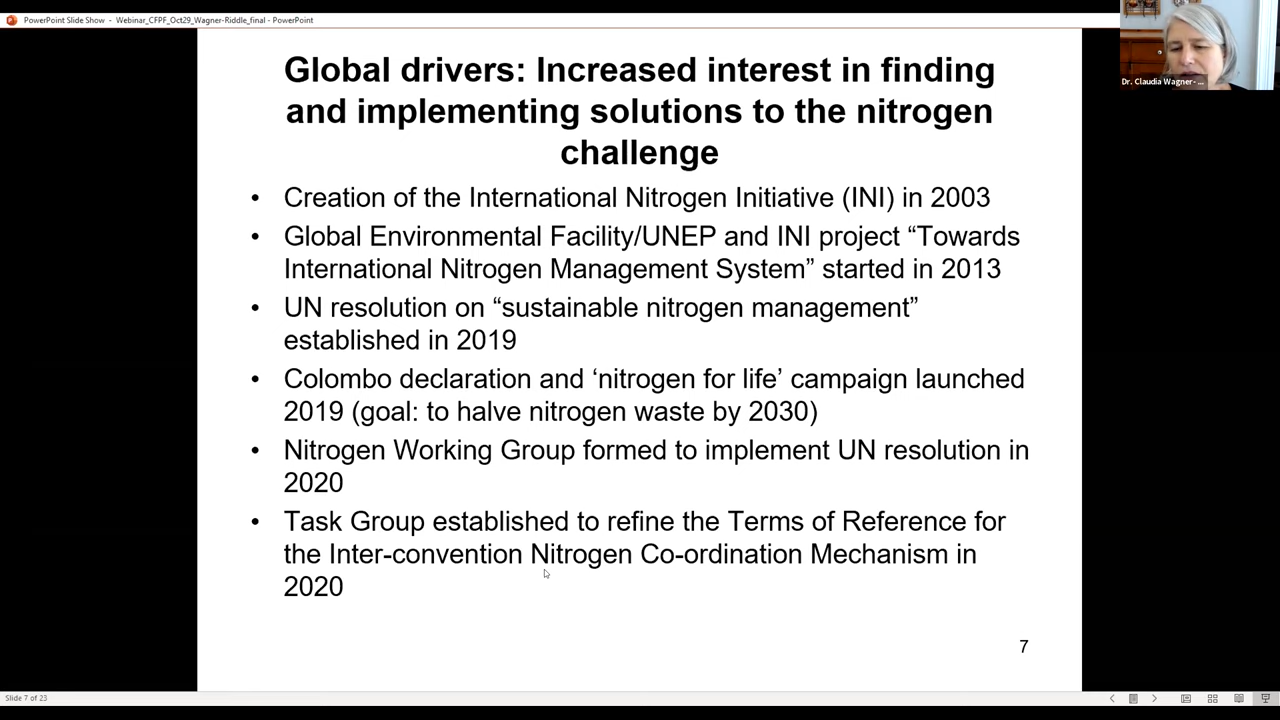 PowerPoint Slide Show - Webinar_CFPF_Oct29_Wagner-Riddle_final - PowerPoint
Dr. Claudia Wagner-...
Global drivers: Increased interest in finding
and implementing solutions to the nitrogen
challenge
• Creation of the International Nitrogen Initiative (INI) in 2003
• Global Environmental Facility/UNEP and INI project “Towards
International Nitrogen Management System” started in 2013
• UN resolution on “sustainable nitrogen management”
established in 2019
• Colombo declaration and ‘nitrogen for life’ campaign launched
2019 (goal: to halve nitrogen waste by 2030)
• Nitrogen Working Group formed to implement UN resolution in
2020
• Task Group established to refine the Terms of Reference for
the Inter-convention Nitrogen Co-ordination Mechanism in
2020
7
Slide 7 of 23